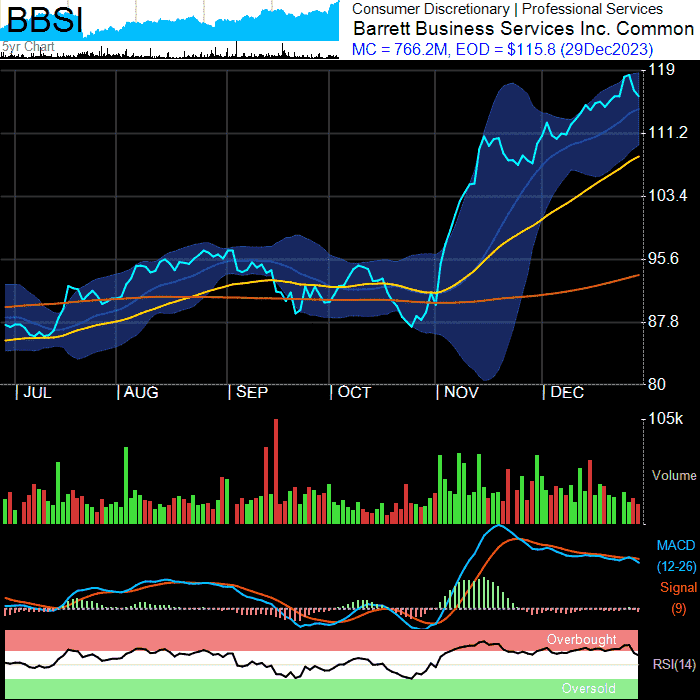 BBSI
5yr Chart
Consumer Discretionary | Professional Services
Barrett Business Services Inc. Common
MC = 766.2M, EOD = $115.8 (29Dec2023)
119
111.2
103.4
95.6
87.8
80
| JUL | AUG | SEP | OCT | NOV | DEC
105k
Volume
MACD
(12-26)
Signal
(9)
Overbought
RSI(14)
Oversold